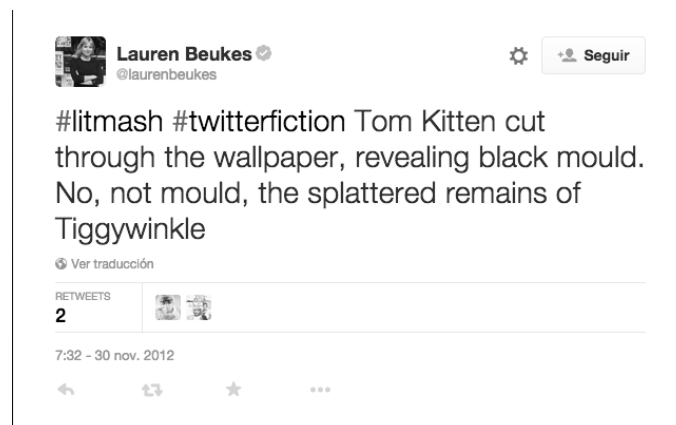 Lauren Beukes
@laurenbeukes
Seguir
#litmash #twitterfiction Tom Kitten cut
through the wallpaper, revealing black mould.
No, not mould, the splattered remains of
Tiggywinkle
Ver traducción
RETWEETS
2
7:32 - 30 nov. 2012